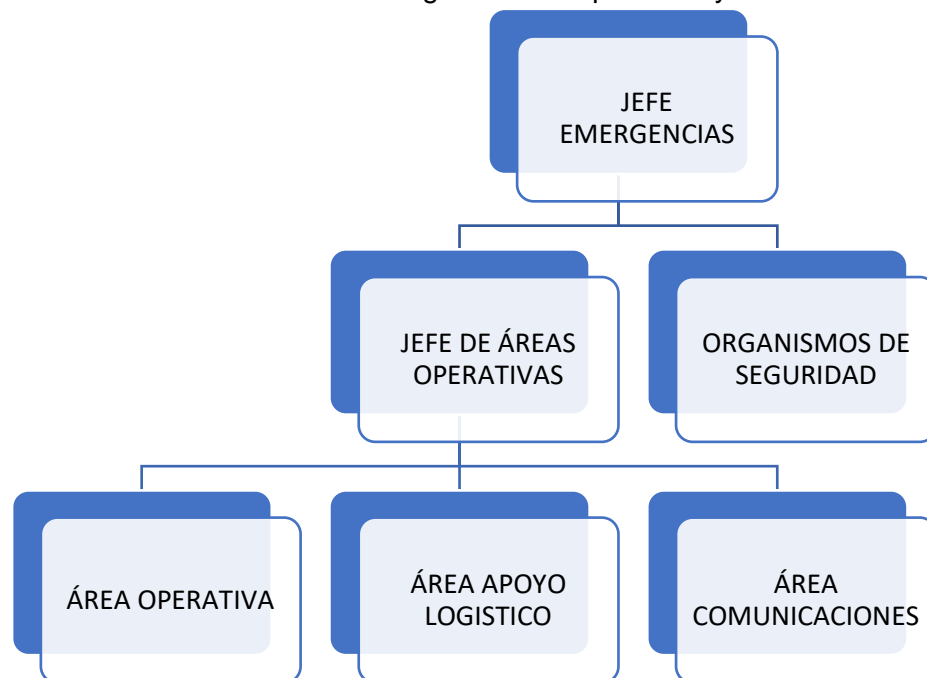 JEFE
EMERGENCIAS
JEFE DE ÁREAS
OPERATIVAS
ORGANISMOS DE
SEGURIDAD
ÁREA OPERATIVA
ÁREA APOYO
LOGISTICO
ÁREA
COMUNICACIONES